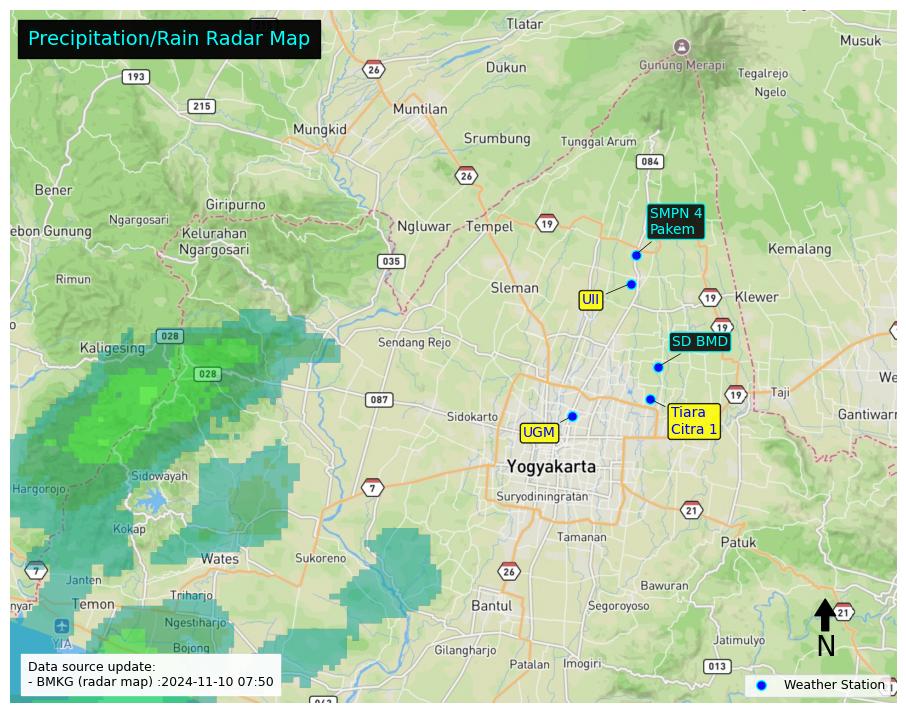 Precipitation/Rain Radar Map
Tlatar
Musuk
26
Gunung Merapi
193
Dukun
Tegalrejo
Ngelo
215
Muntilan
Mungkid
Srumbung
Tunggal Arum
084
26
Bener
Giripurno
Ngargosari
SMPN 4
Pakem
ebon Gunung
Kelurahan
Ngargosari
Ngluwar
Tempel
19
Kemalang
035
Rimun
Sleman
UII
19
Klewer
19
028
Kaligesing
Sendang Rejo
SD BMD
028
We
087
19
Taji
Sidokarto
Tiara
Citra 1
Gantiwarn
UGM
Yogyakarta
Sidowayah
Hargorojo
7
Suryodiningratan
21
Kokap
Tamanan
Patuk
Wates
Sukoreno
7
26
Janten
Bawuran
Triharjo
nyar
Temon
Bantul
Segoroyoso
21
Ngestiharjo
YIA
Bojong
Jatimulyo
N
Gilangharjo
Patalan
Imogiri
013
Data source update:
- BMKG (radar map) :2024-11-10 07:50
Weather Station